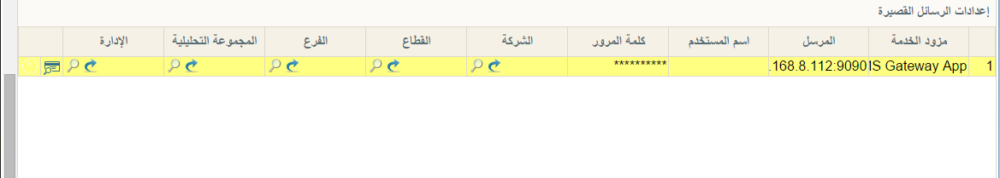 إعدادات الرسائل القصيرة
مزود الخدمة المرسل اسم المستخدم كلمة المرور الشركة القطاع الفرع المجموعة التحليلية الإدارة
1 IS Gateway App .168.8.112:9090 **********